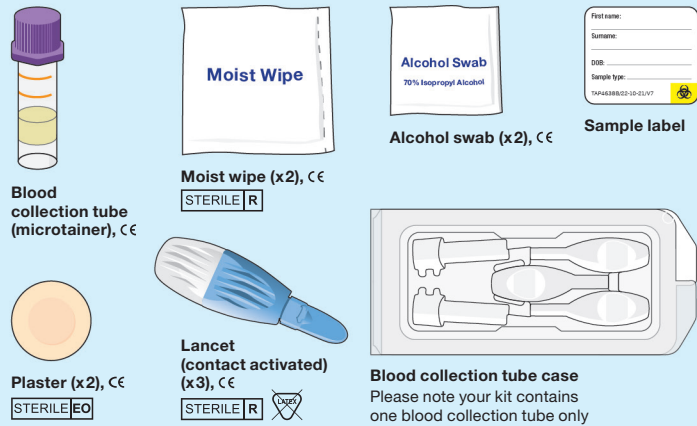 Moist Wipe
Alcohol Swab
70% Isopropyl Alcohol
First name:
Surname:
DOB:
Sample type:
TAP4638B/22-10-21/V7
Blood
collection tube
(microtainer), CE
Moist wipe (x2), CE
STERILE R
Alcohol swab (x2), CE
Sample label
Plaster (x2), CE
STERILE EO
Lancet
(contact activated)
(x3), CE
STERILE R
LATEX
Blood collection tube case
Please note your kit contains
one blood collection tube only